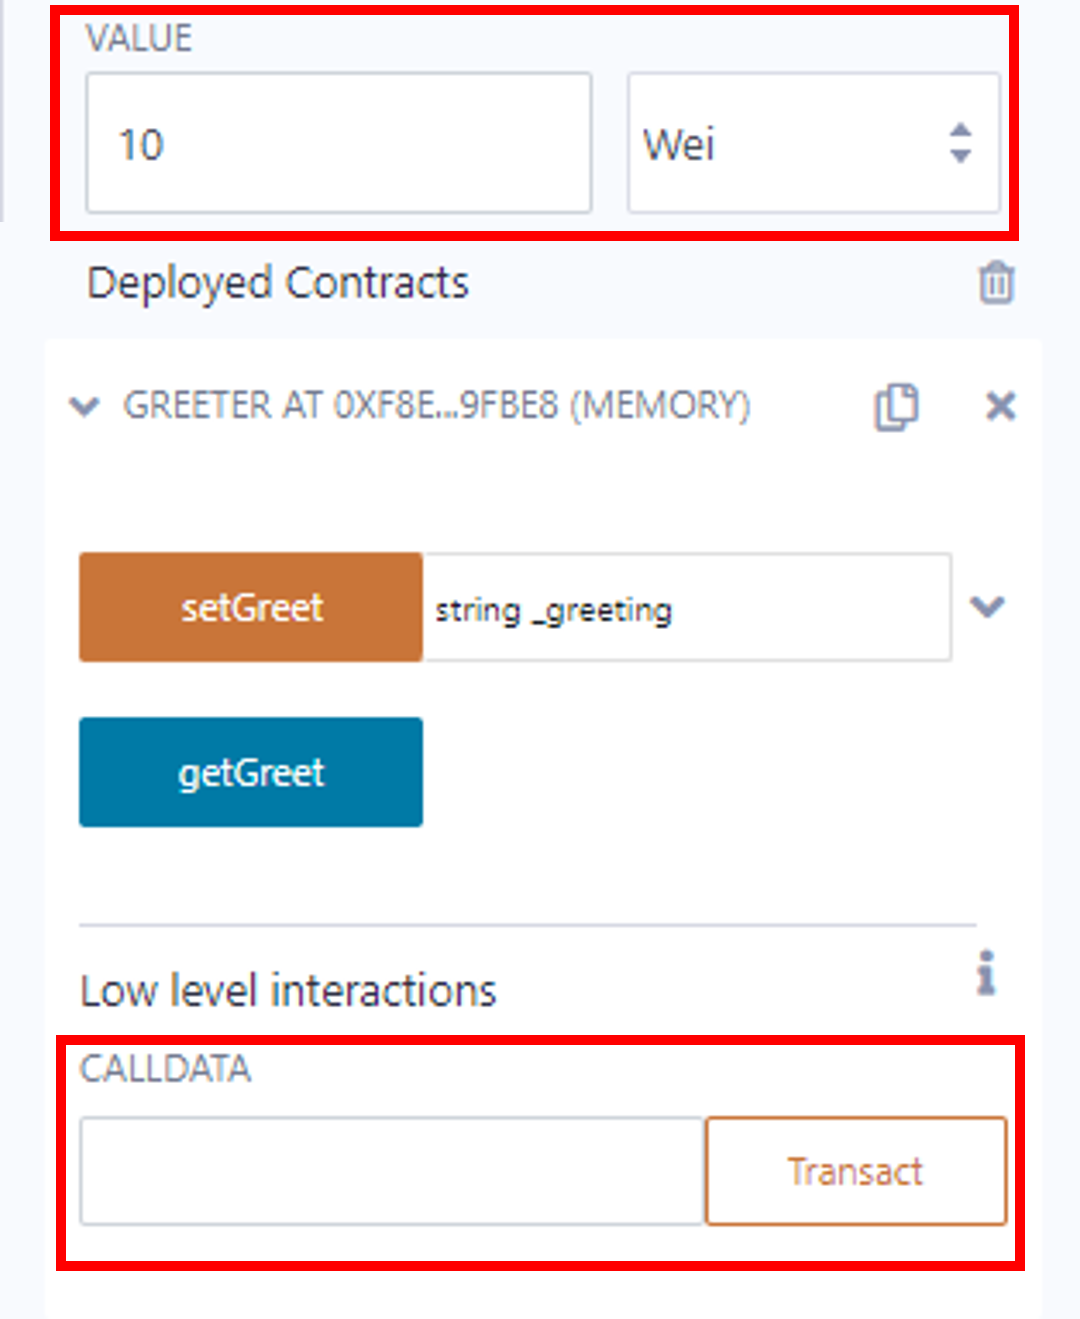 VALUE
10 Wei
Deployed Contracts
GREETER AT 0XF8E...9FBE8 (MEMORY)
setGreet string _greeting
getGreet
Low level interactions
CALLDATA
Transact